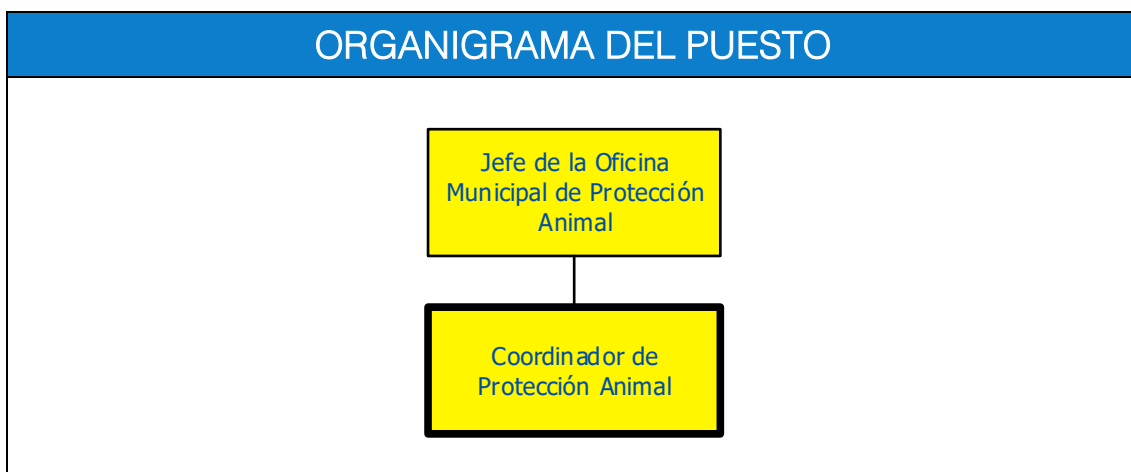 ORGANIGRAMA DEL PUESTO
Jefe de la Oficina
Municipal de Protección
Animal
Coordinador de
Protección Animal